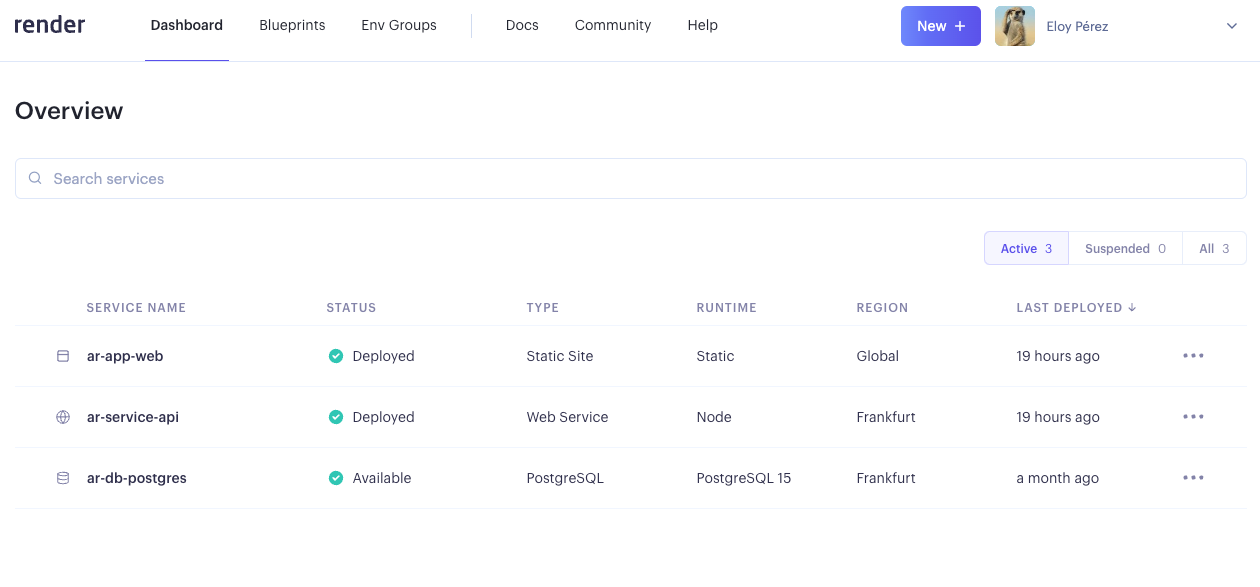 render Dashboard Blueprints Env Groups Docs Community Help New + Eloy Pérez
Overview
Search services
Active 3 Suspended 0 All 3
SERVICE NAME STATUS TYPE RUNTIME REGION LAST DEPLOYED ↓
ar-app-web Deployed Static Site Static Global 19 hours ago
ar-service-api Deployed Web Service Node Frankfurt 19 hours ago
ar-db-postgres Available PostgreSQL PostgreSQL 15 Frankfurt a month ago